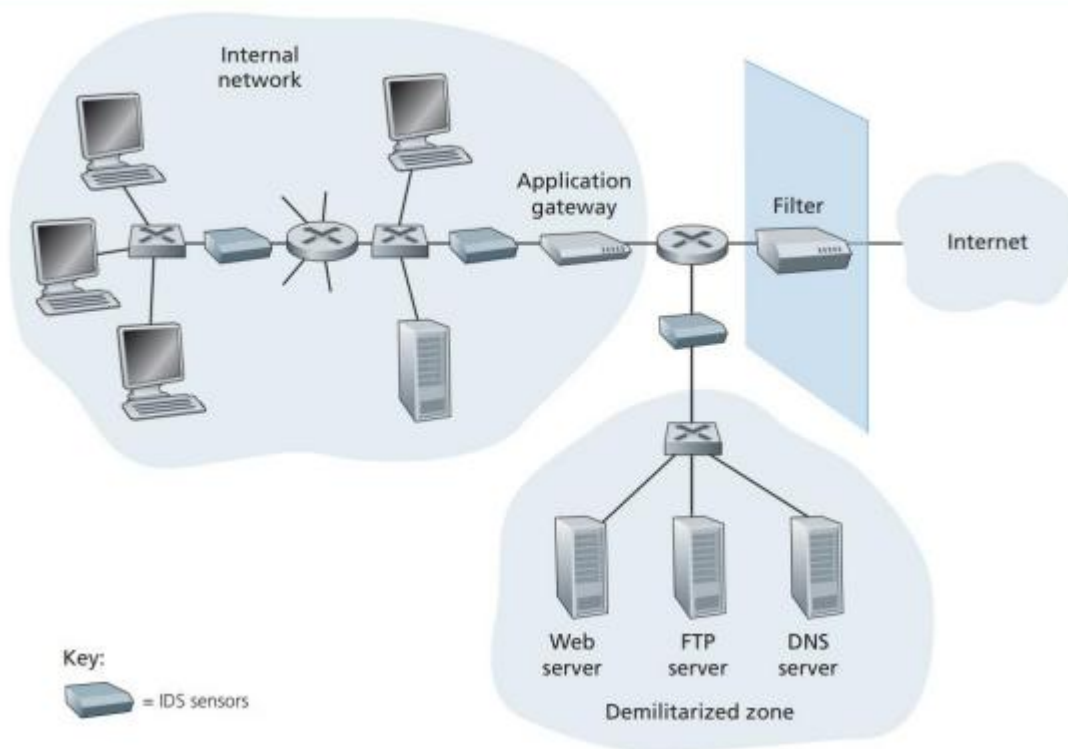 Internal
network
Application
gateway
Filter
Internet
Web
server
FTP
server
DNS
server
Demilitarized zone
Key:
= IDS sensors